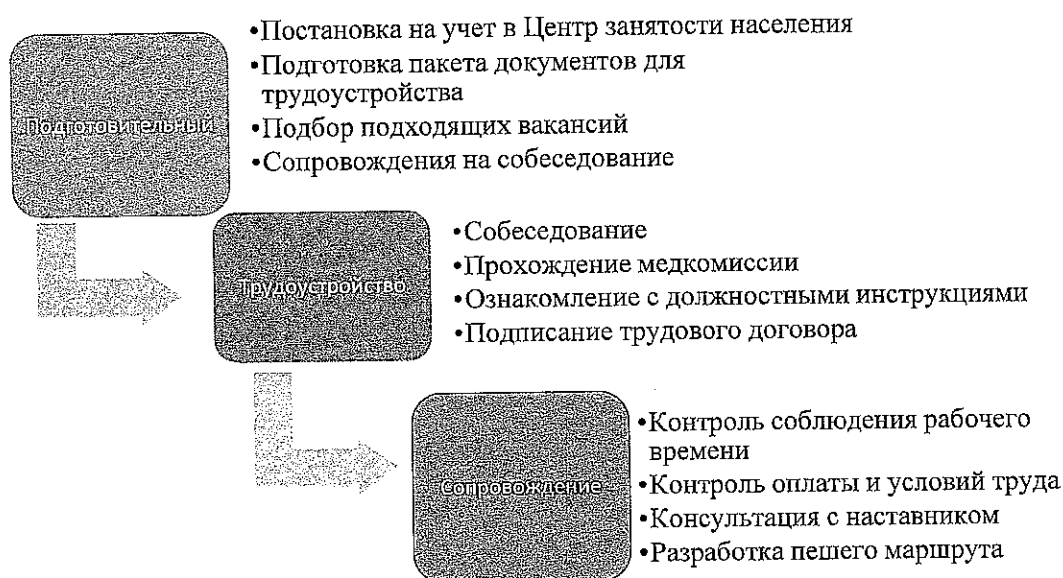 •Постановка на учет в Центр занятости населения
•Подготовка пакета документов для
трудоустройства
•Подбор подходящих вакансий
•Сопровождения на собеседование
Подготовительный
•Собеседование
•Прохождение медкомиссии
•Ознакомление с должностными инструкциями
•Подписание трудового договора
Трудоустройство
•Контроль соблюдения рабочего
времени
•Контроль оплаты и условий труда
•Консультация с наставником
•Разработка пешего маршрута
Сопровождение